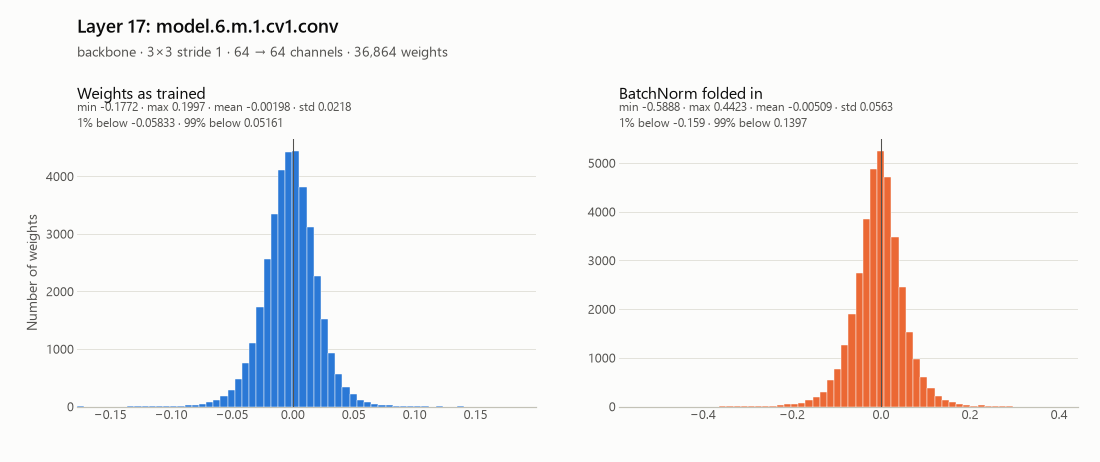 Layer 17: model.6.m.1.cv1.conv
backbone · 3×3 stride 1 · 64 → 64 channels · 36,864 weights
Weights as trained
min -0.1772 · max 0.1997 · mean -0.00198 · std 0.0218
1% below -0.05833 · 99% below 0.05161
Number of weights
4000
3000
2000
1000
0
−0.15 −0.10 −0.05 0.00 0.05 0.10 0.15
BatchNorm folded in
min -0.5888 · max 0.4423 · mean -0.00509 · std 0.0563
1% below -0.159 · 99% below 0.1397
5000
4000
3000
2000
1000
0
−0.4 −0.2 0.0 0.2 0.4